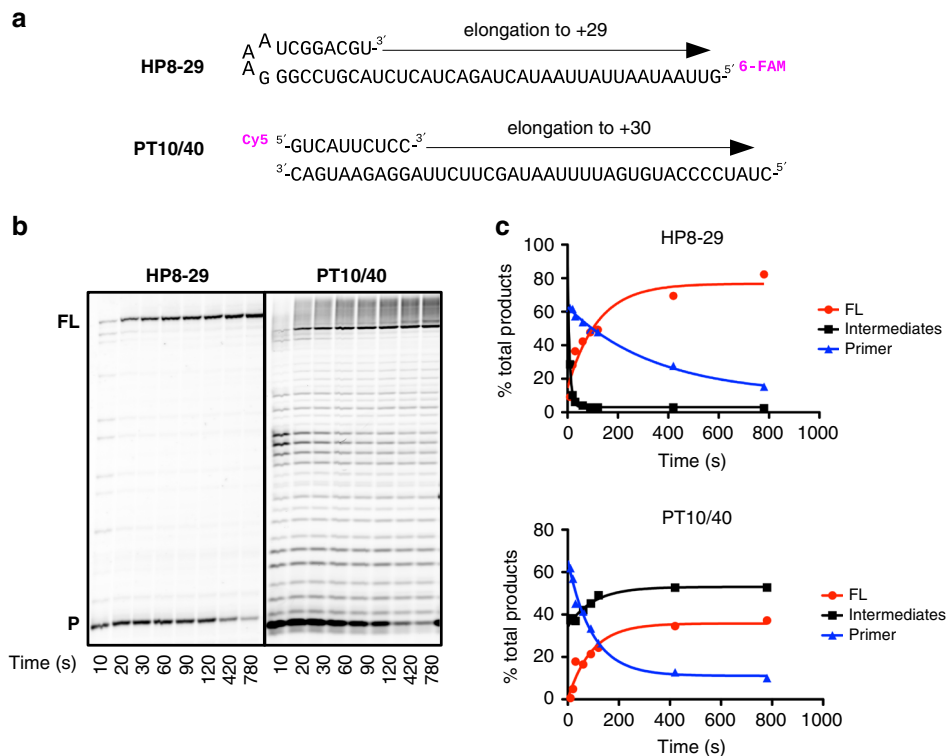 a
HP8-29
A A A G
UCGGACGU-3′ elongation to +29
GGCCUGCAUCUCAUCAGAUCAUAAUUAUUAAUAAUUG-5′ 6-FAM
PT10/40
Cy5 5′-GUCAUUCUCC-3′ elongation to +30
3′-CAGUAAGAGGAUUCUUCGAUAAUUUUAGUGUACCCCUAUC-5′
b
HP8-29 PT10/40
FL
P
Time (s) 10 20 30 60 90 120 420 780 10 20 30 60 90 120 420 780
c
HP8-29
% total products
100
80
60
40
20
0
0 200 400 600 800 1000
Time (s)
FL
Intermediates
Primer
PT10/40
% total products
80
60
40
20
0
0 200 400 600 800 1000
Time (s)
FL
Intermediates
Primer